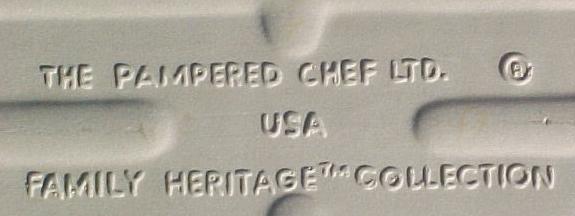 THE PAMPERED CHEF LTD. ®
USA
FAMILY HERITAGE™ COLLECTION